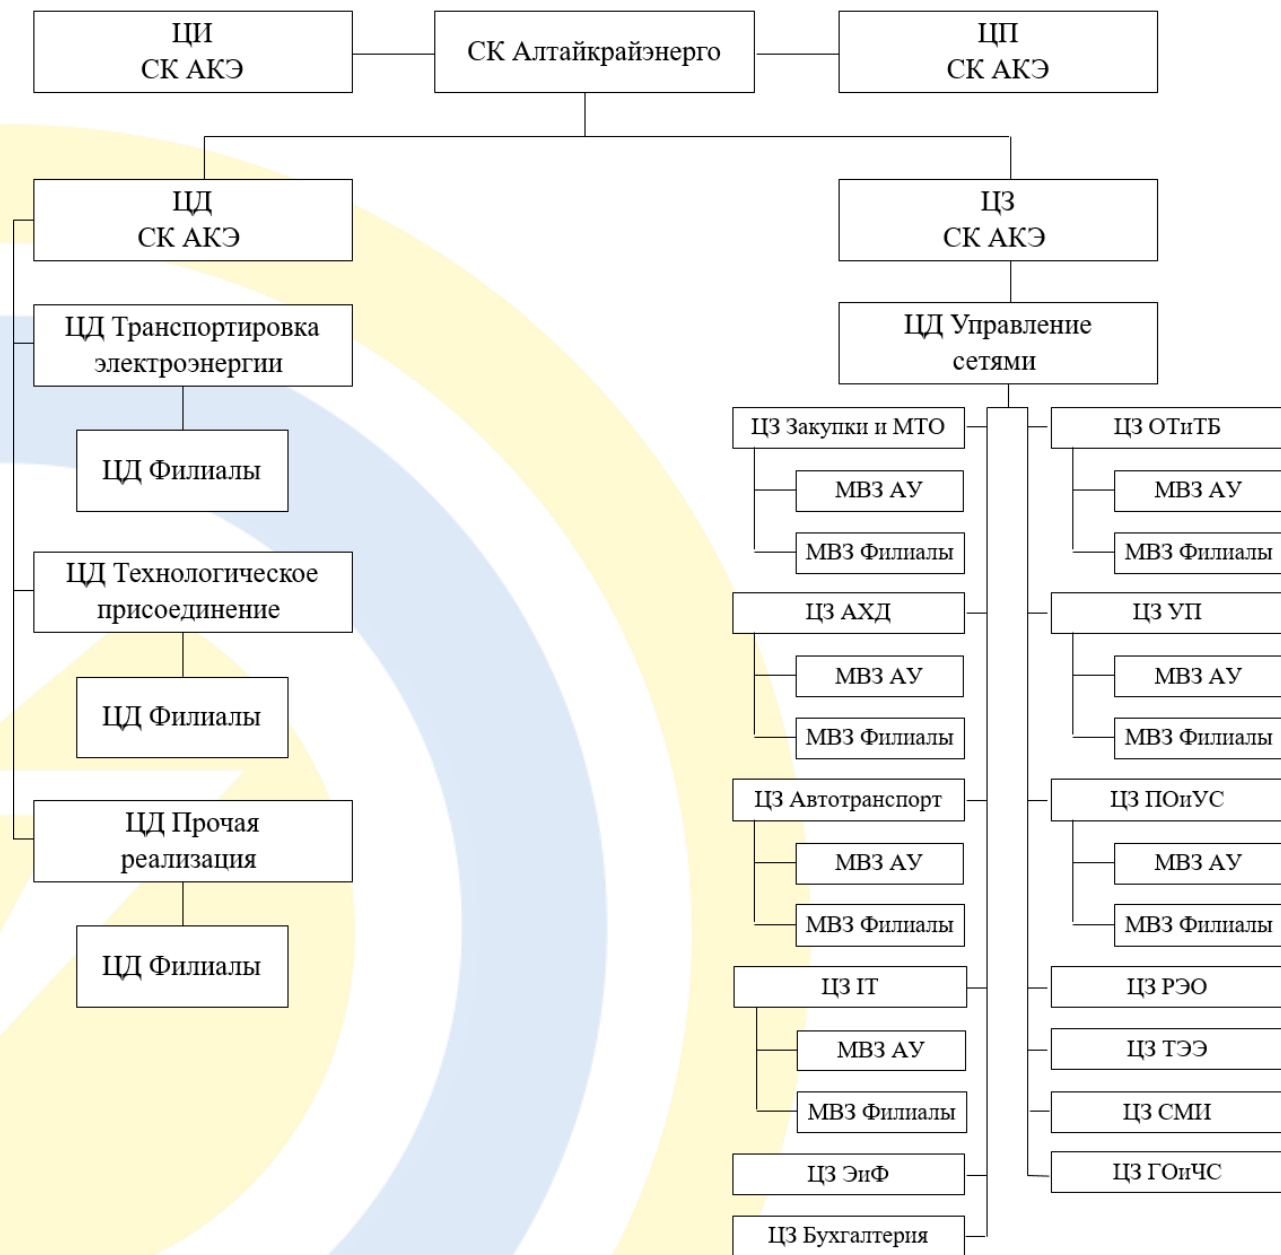 ЦИ
СК АКЭ
СК Алтайкрайэнерго
ЦП
СК АКЭ
ЦД
СК АКЭ
ЦД Транспортировка
электроэнергии
ЦД Филиалы
ЦД Технологическое
присоединение
ЦД Филиалы
ЦД Прочая
реализация
ЦД Филиалы
ЦЗ
СК АКЭ
ЦД Управление
сетями
ЦЗ Закупки и МТО
МВЗ АУ
МВЗ Филиалы
ЦЗ АХД
МВЗ АУ
МВЗ Филиалы
ЦЗ Автотранспорт
МВЗ АУ
МВЗ Филиалы
ЦЗ IT
МВЗ АУ
МВЗ Филиалы
ЦЗ ЭиФ
ЦЗ Бухгалтерия
ЦЗ ОТиТБ
МВЗ АУ
МВЗ Филиалы
ЦЗ УП
МВЗ АУ
МВЗ Филиалы
ЦЗ ПОиУС
МВЗ АУ
МВЗ Филиалы
ЦЗ РЭО
ЦЗ ТЭЭ
ЦЗ СМИ
ЦЗ ГОиЧС